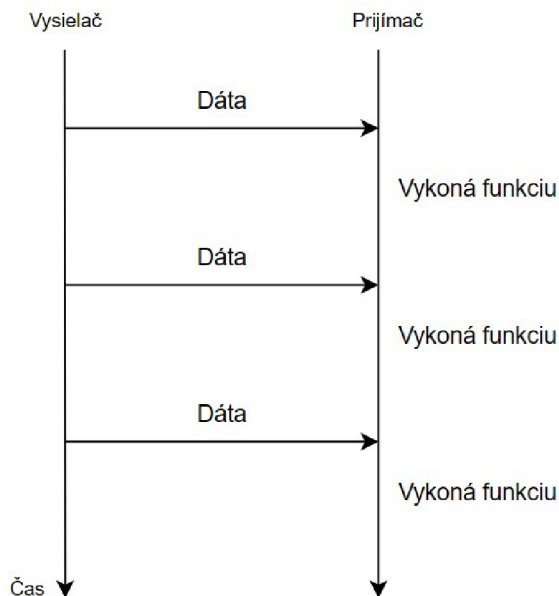 Vysielač
Prijímač
Dáta
Vykoná funkciu
Dáta
Vykoná funkciu
Dáta
Vykoná funkciu
Čas